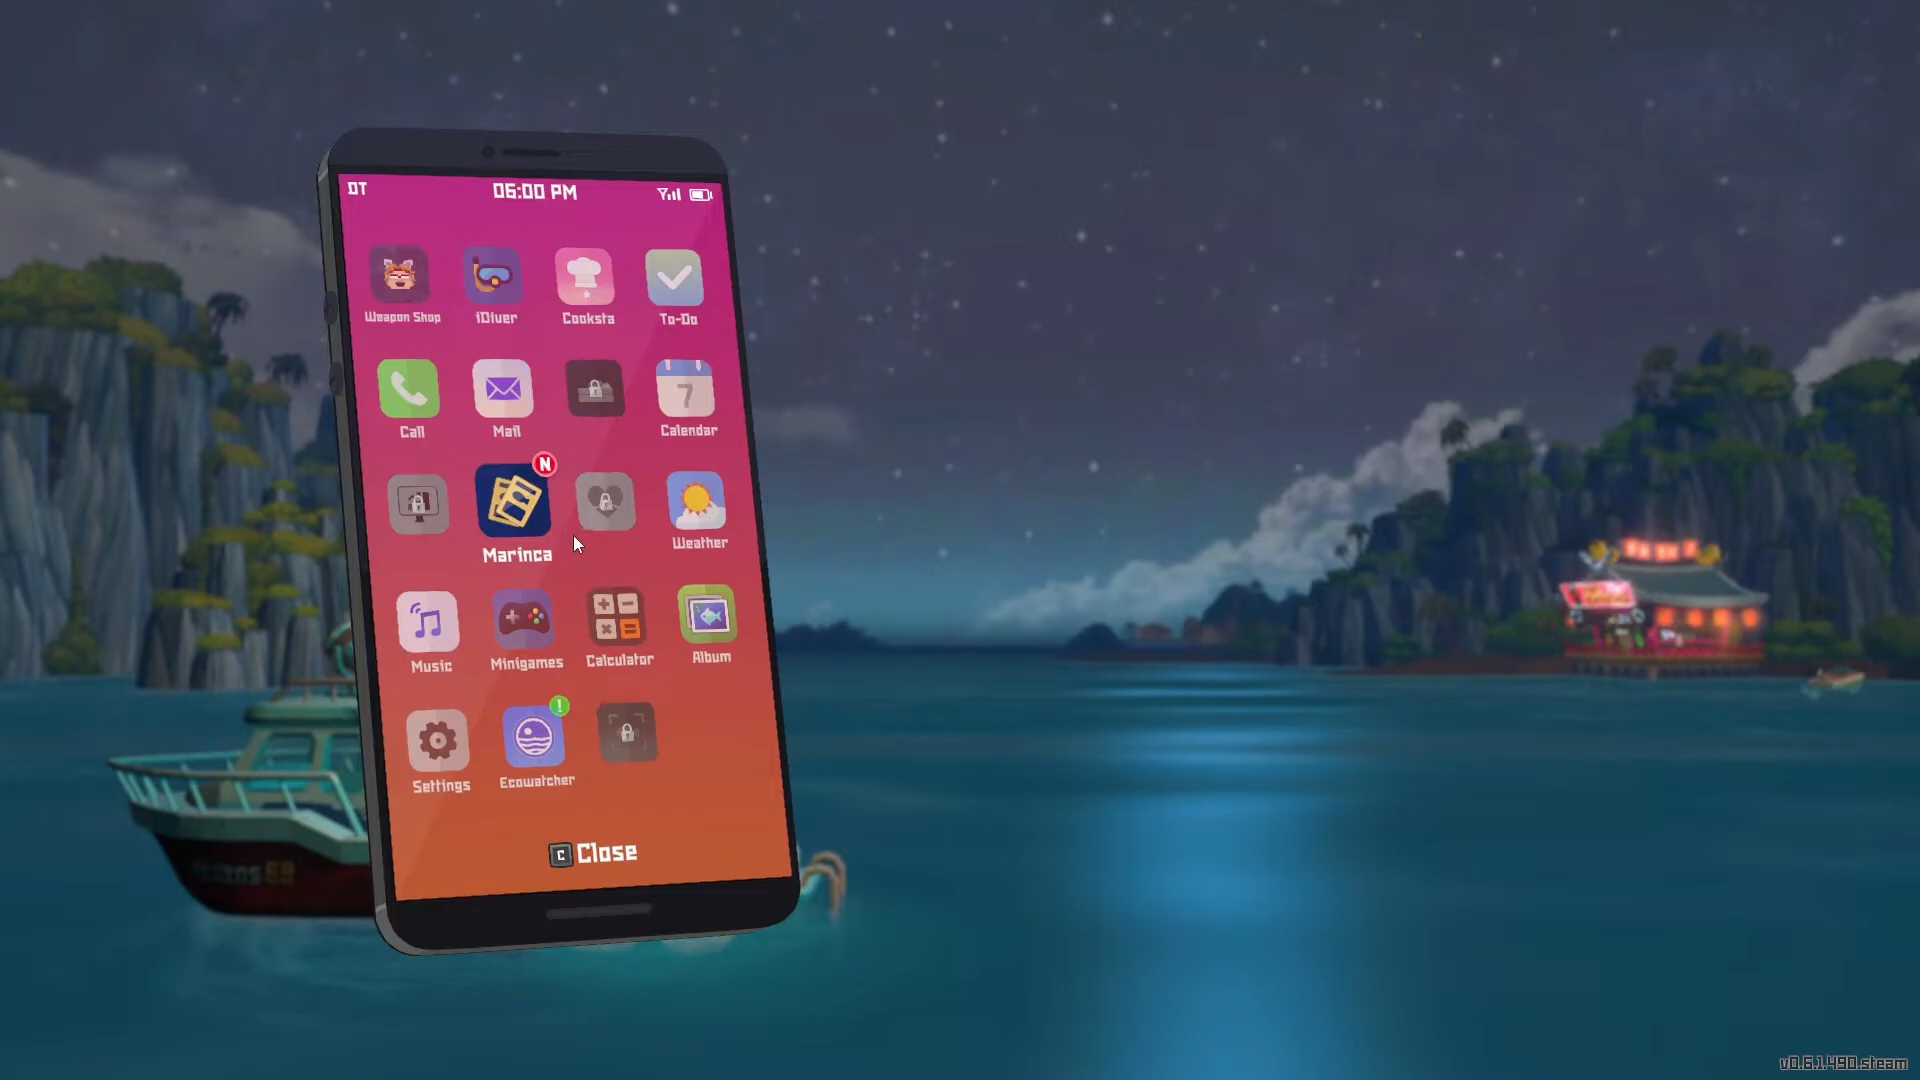 DT 06:00 PM
Weapon Shop iDiver Cooksta To-Do
Call Mail 7 Calendar
N
Marinca Weather
Music Minigames Calculator Album
!
Settings Ecowatcher
C Close
v0.6.1.490.steam